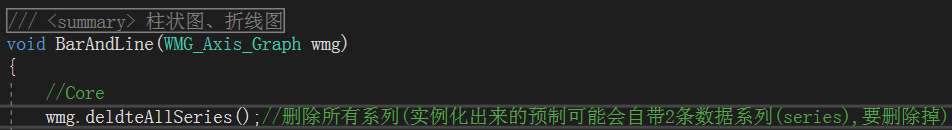 /// <summary> 柱状图、折线图
void BarAndLine(WMG_Axis_Graph wmg)
{
//Core
wmg.deldteAllSeries();//删除所有系列(实例化出来的预制可能会自带2条数据系列(series),要删除掉)